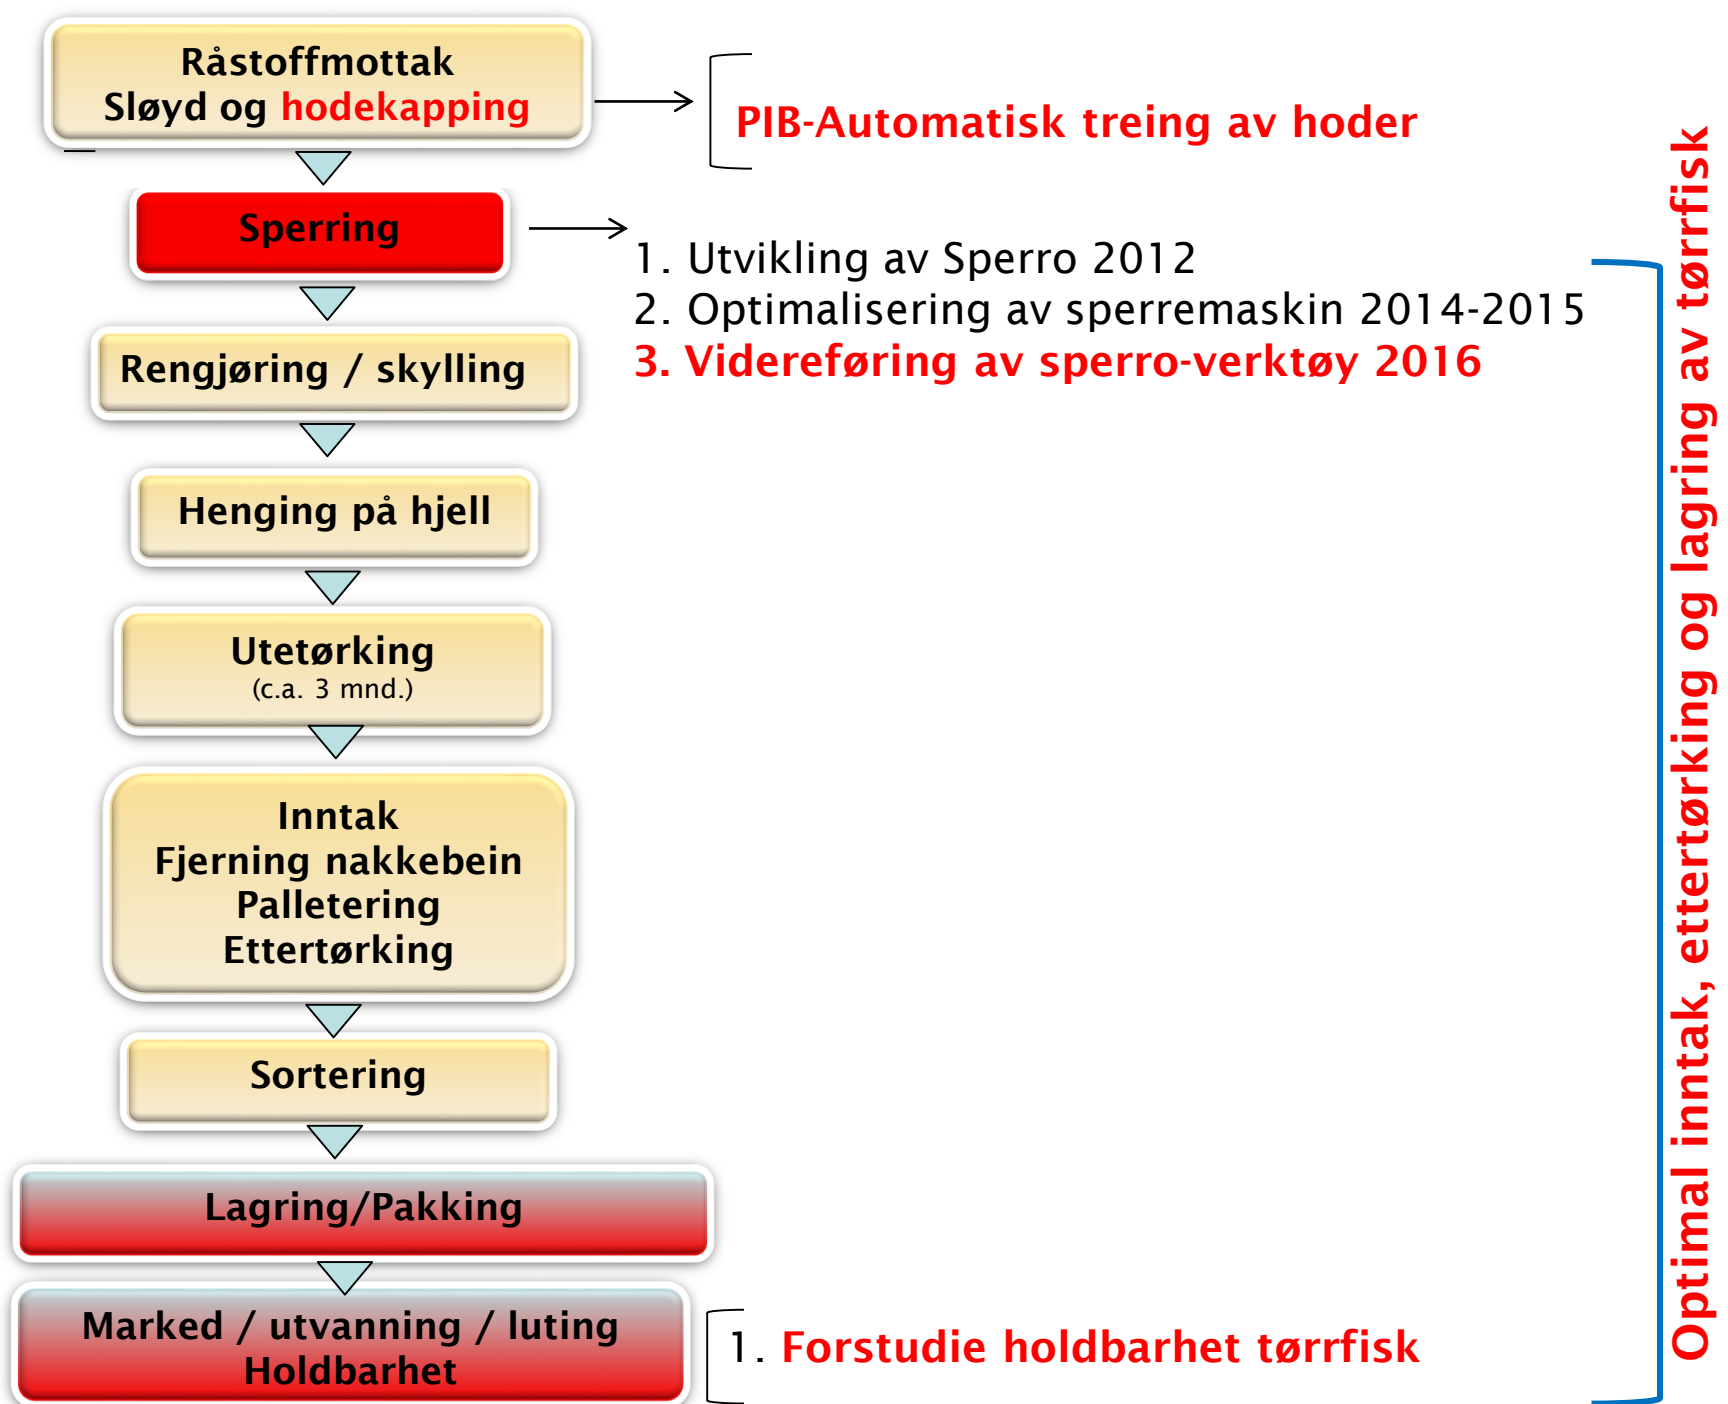 Råstoffmottak
Sløyd og hodekapping
PIB-Automatisk treing av hoder
Sperring
1. Utvikling av Sperro 2012
2. Optimalisering av sperremaskin 2014-2015
3. Videreføring av sperro-verktøy 2016
Rengjøring / skylling
Henging på hjell
Utetørking
(c.a. 3 mnd.)
Inntak
Fjerning nakkebein
Palletering
Ettertørking
Sortering
Lagring/Pakking
Marked / utvanning / luting
Holdbarhet
1. Forstudie holdbarhet tørrfisk
Optimal inntak, ettertørking og lagring av tørrfisk